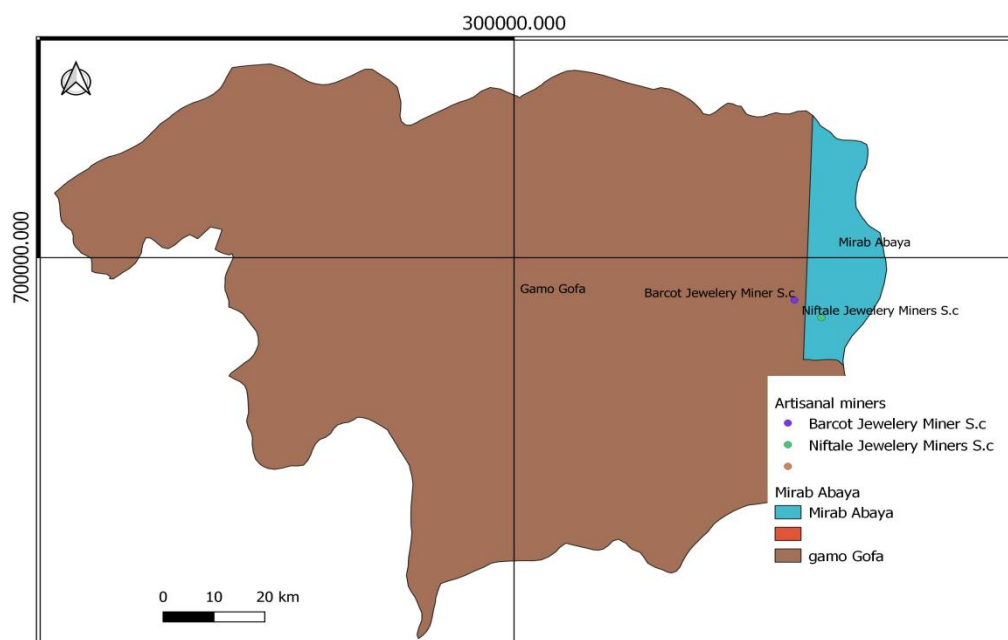 300000.000
700000.000
Mirab Abaya
Gamo Gofa
Barcot Jewelery Miner S.c
Niftale Jewelery Miners S.c
Artisanal miners
Barcot Jewelery Miner S.c
Niftale Jewelery Miners S.c
Mirab Abaya
Mirab Abaya
gamo Gofa
0 10 20 km